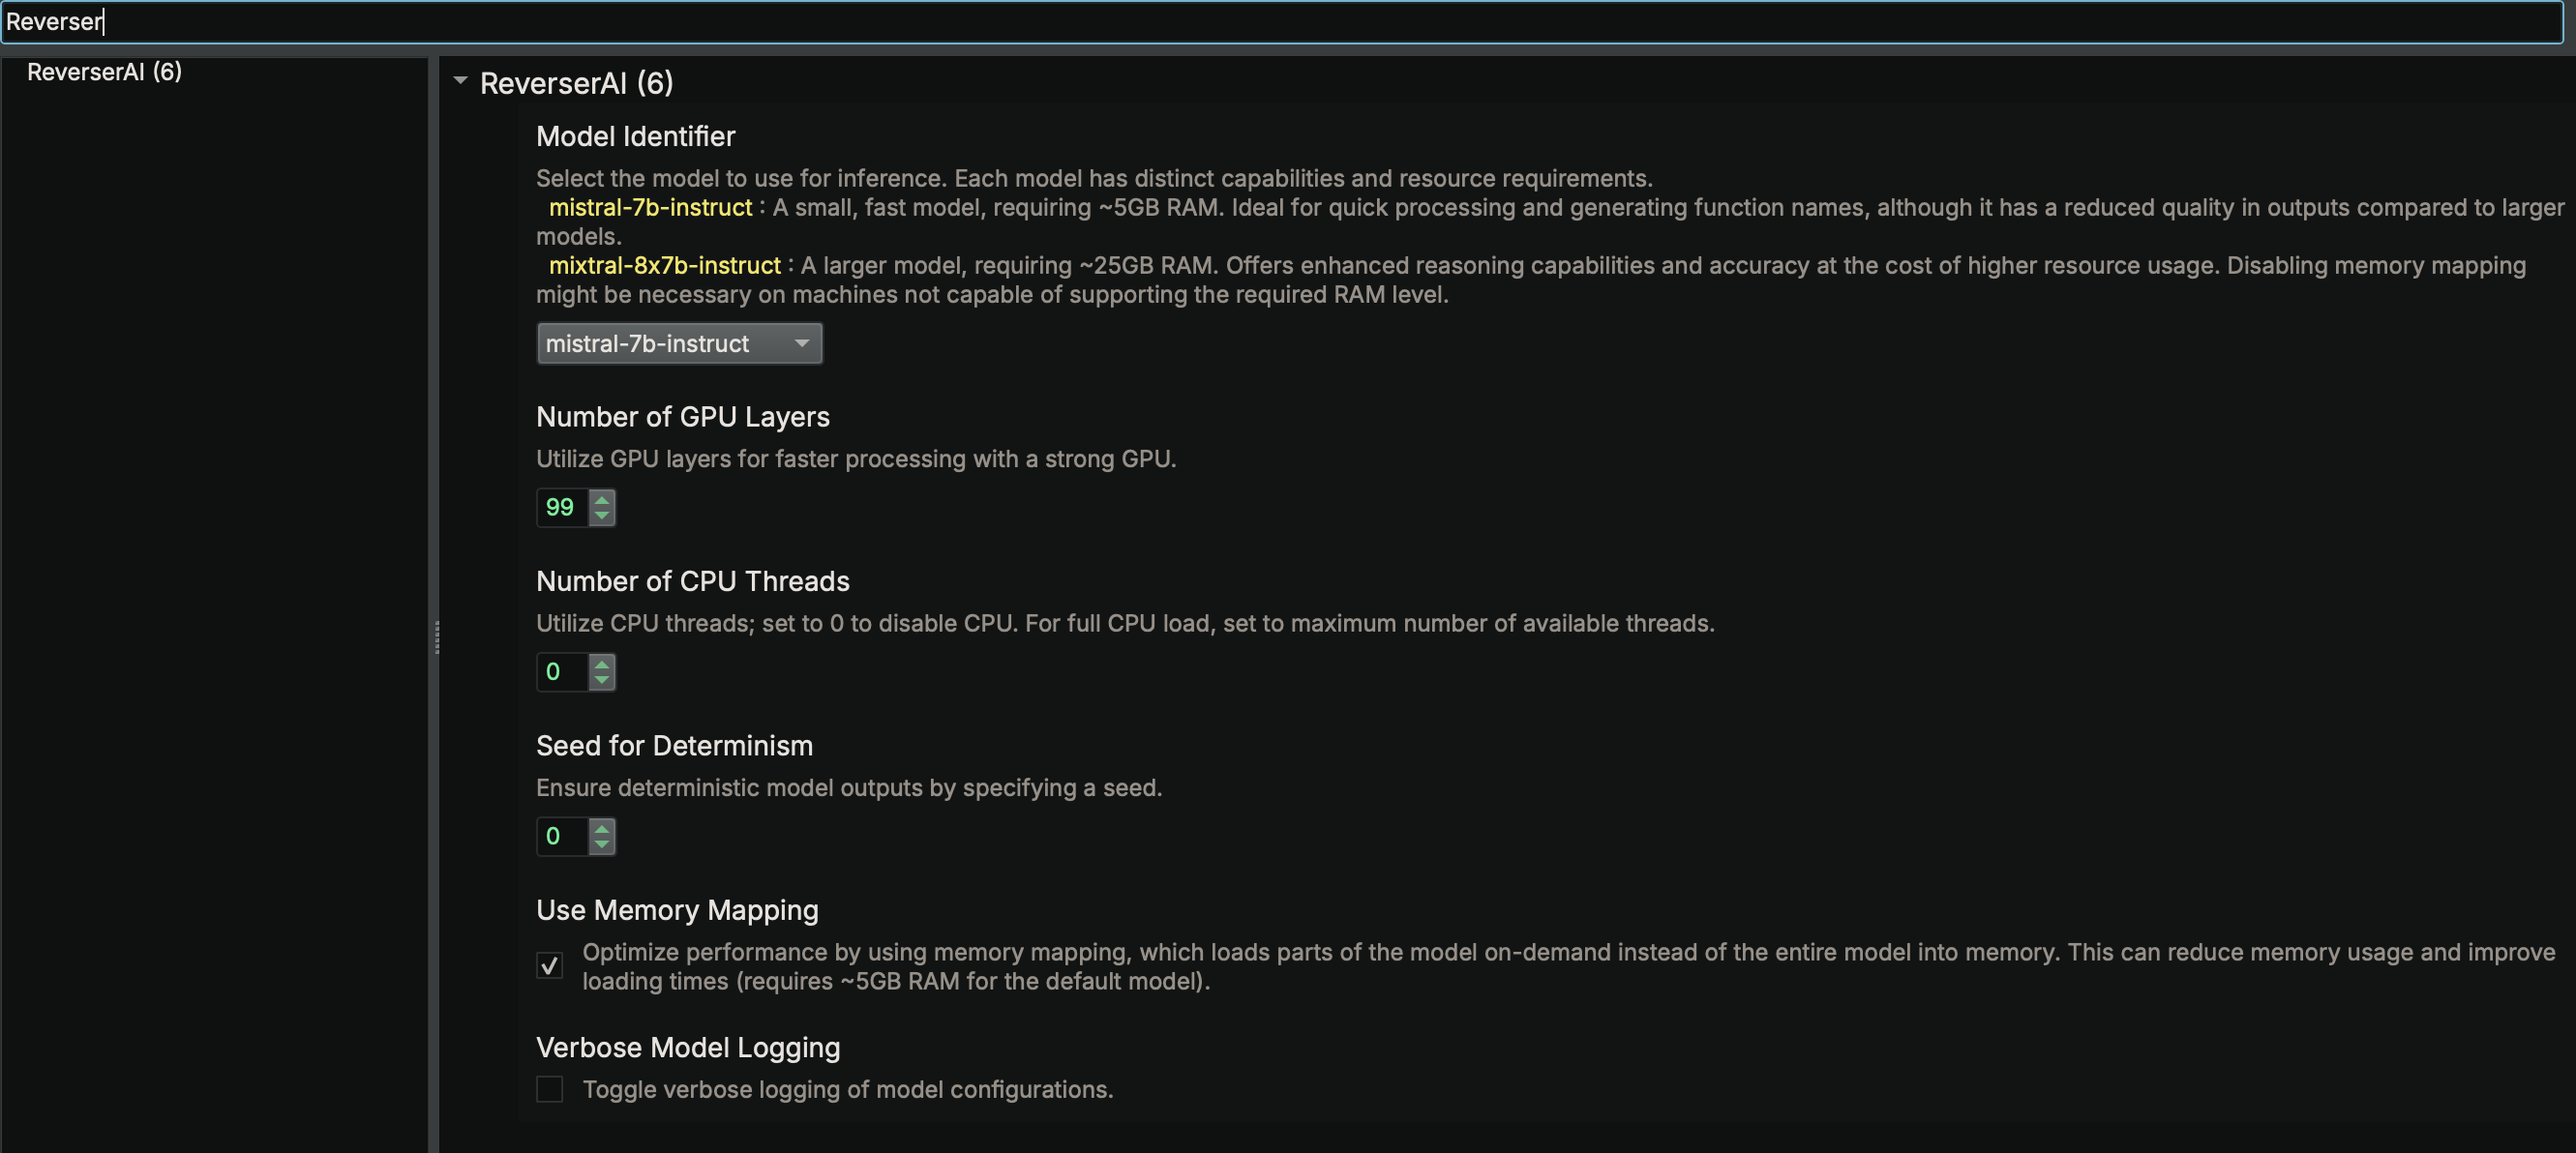 Reverser
ReverserAI (6)
ReverserAI (6)
Model Identifier
Select the model to use for inference. Each model has distinct capabilities and resource requirements.
mistral-7b-instruct : A small, fast model, requiring ~5GB RAM. Ideal for quick processing and generating function names, although it has a reduced quality in outputs compared to larger
models.
mixtral-8x7b-instruct : A larger model, requiring ~25GB RAM. Offers enhanced reasoning capabilities and accuracy at the cost of higher resource usage. Disabling memory mapping
might be necessary on machines not capable of supporting the required RAM level.
mistral-7b-instruct
Number of GPU Layers
Utilize GPU layers for faster processing with a strong GPU.
99
Number of CPU Threads
Utilize CPU threads; set to 0 to disable CPU. For full CPU load, set to maximum number of available threads.
0
Seed for Determinism
Ensure deterministic model outputs by specifying a seed.
0
Use Memory Mapping
Optimize performance by using memory mapping, which loads parts of the model on-demand instead of the entire model into memory. This can reduce memory usage and improve
loading times (requires ~5GB RAM for the default model).
Verbose Model Logging
Toggle verbose logging of model configurations.